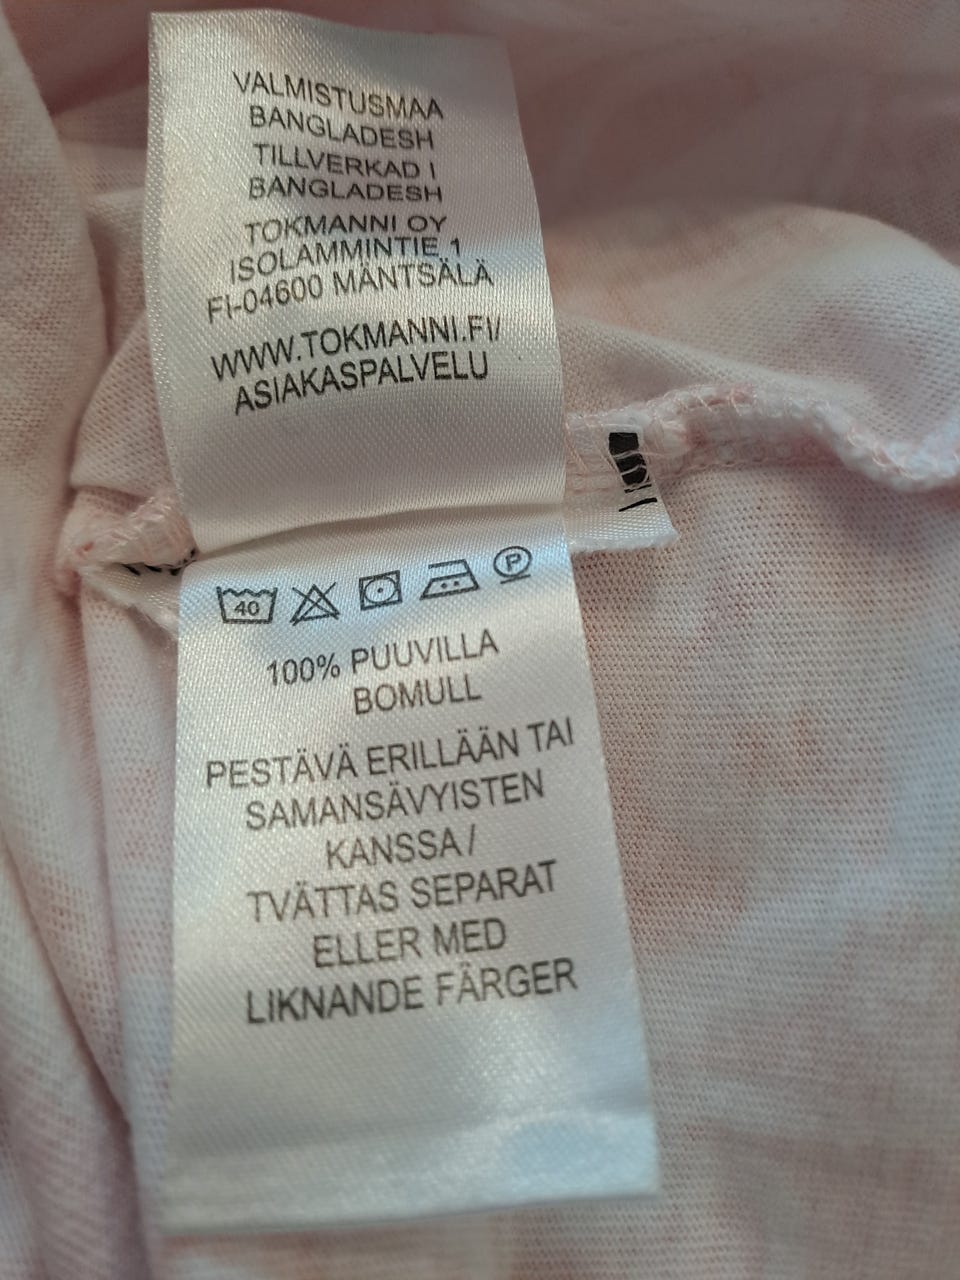 VALMISTUSMAA
BANGLADESH
TILLVERKAD I
BANGLADESH
TOKMANNI OY
ISOLAMMINTIE 1
FI-04600 MÄNTSÄLÄ
WWW.TOKMANNI.FI/
ASIAKASPALVELU
40 P
100% PUUVILLA
BOMULL
PESTÄVÄ ERILLÄÄN TAI
SAMANSÄVYISTEN
KANSSA/
TVÄTTAS SEPARAT
ELLER MED
LIKNANDE FÄRGER